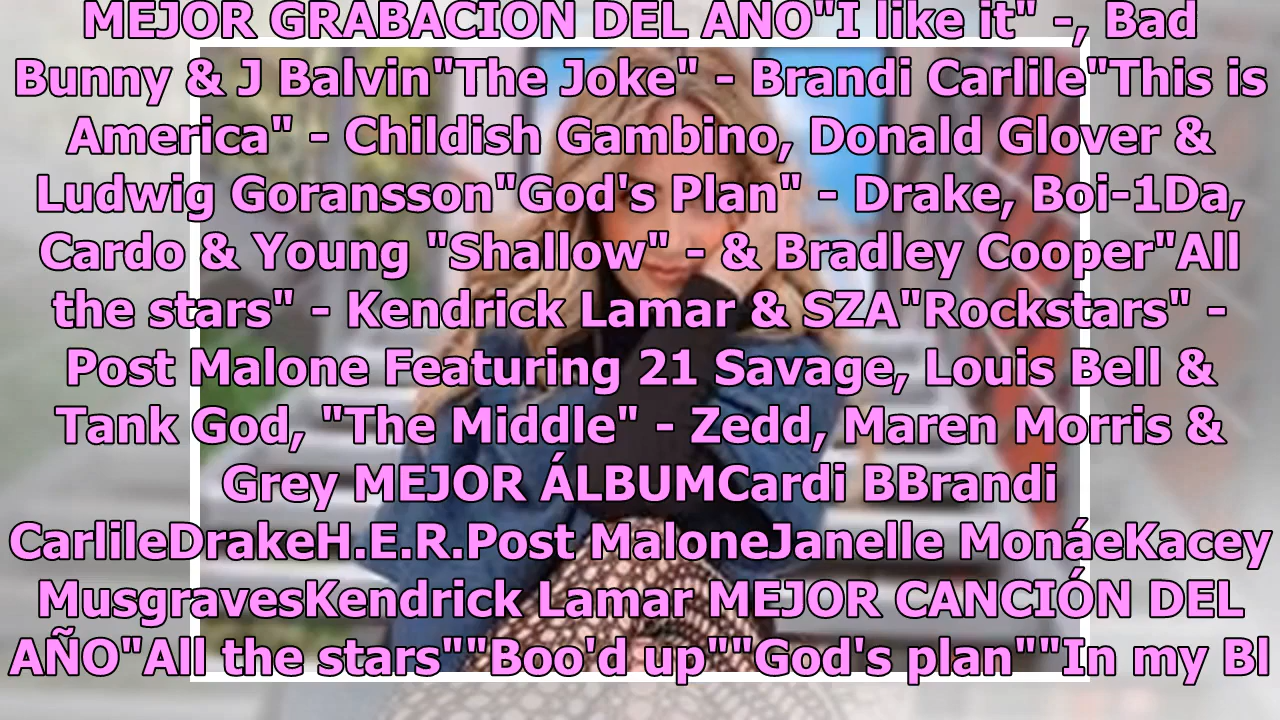 MEJOR GRABACIÓN DEL AÑO"I like it" -, Bad
Bunny & J Balvin"The Joke" - Brandi Carlile"This is
America" - Childish Gambino, Donald Glover &
Ludwig Goransson"God's Plan" - Drake, Boi-1Da,
Cardo & Young "Shallow" - & Bradley Cooper"All
the stars" - Kendrick Lamar & SZA"Rockstars" -
Post Malone Featuring 21 Savage, Louis Bell &
Tank God, "The Middle" - Zedd, Maren Morris &
Grey MEJOR ÁLBUMCardi BBrandi
CarlileDrakeH.E.R.Post MaloneJanelle MonáeKacey
MusgravesKendrick Lamar MEJOR CANCIÓN DEL
AÑO"All the stars""Boo'd up""God's plan""In my Bl